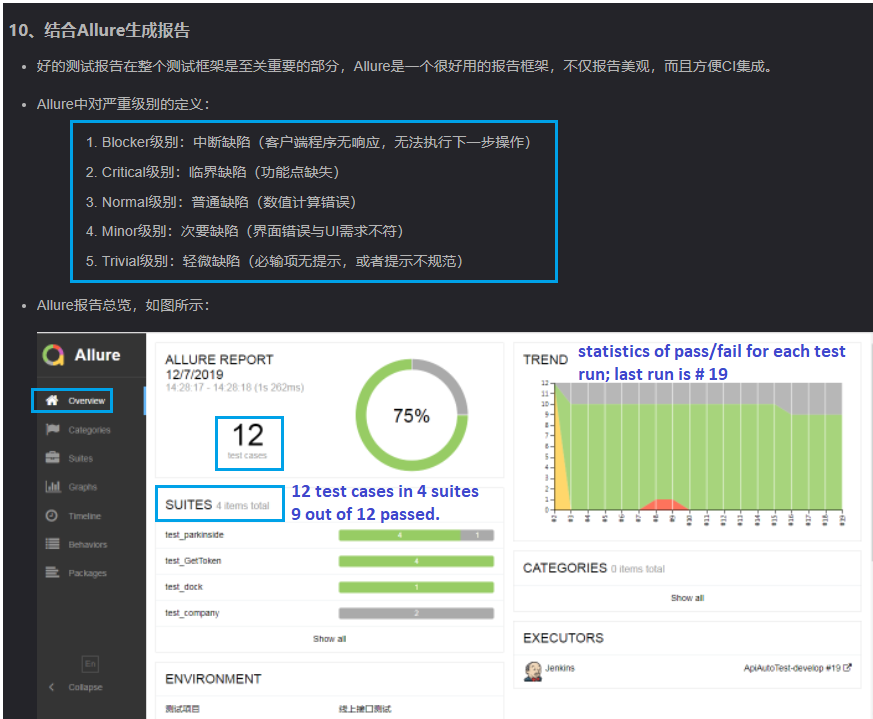 10、结合Allure生成报告
• 好的测试报告在整个测试框架是至关重要的部分，Allure是一个很好用的报告框架，不仅报告美观，而且方便CI集成。
• Allure中对严重级别的定义：
1. Blocker级别：中断缺陷（客户端程序无响应，无法执行下一步操作）
2. Critical级别：临界缺陷（功能点缺失）
3. Normal级别：普通缺陷（数值计算错误）
4. Minor级别：次要缺陷（界面错误与UI需求不符）
5. Trivial级别：轻微缺陷（必输项无提示，或者提示不规范）
• Allure报告总览，如图所示：
Allure
Overview
Categories
Suites
Graphs
Timeline
Behaviors
Packages
En
Collapse
ALLURE REPORT
12/7/2019
14:28:17 - 14:28:18 (1s 262ms)
12
test cases
75%
SUITES 4 items total
12 test cases in 4 suites
9 out of 12 passed.
test_parkinside 4 1
test_GetToken 4
test_dock 1
test_company 2
Show all
ENVIRONMENT
测试项目 线上接口测试
TREND
statistics of pass/fail for each test
run; last run is # 19
12
11
10
9
8
7
6
5
4
3
2
1
0
#2 #3 #4 #5 #6 #7 #8 #9 #10 #11 #12 #13 #14 #15 #16 #17 #18 #19
CATEGORIES 0 items total
Show all
EXECUTORS
Jenkins ApiAutoTest-develop #19